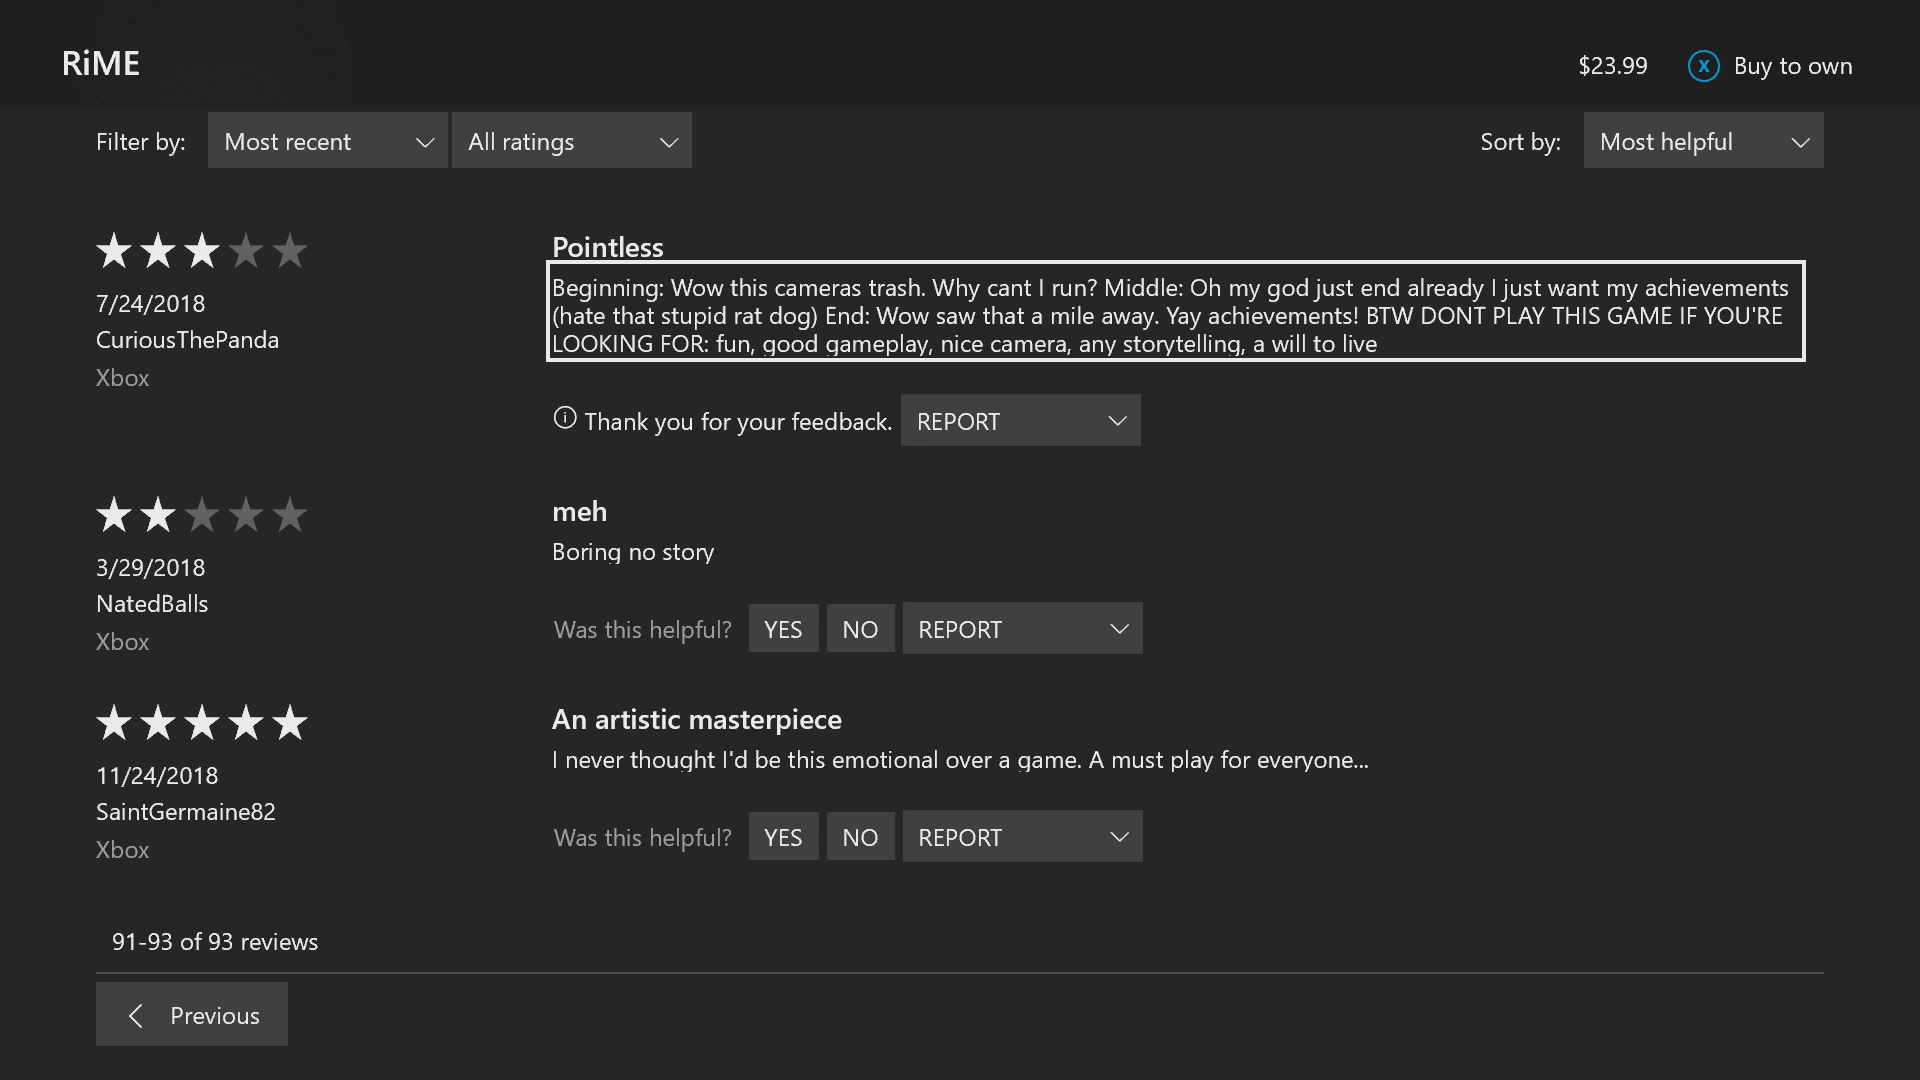 RiME
$23.99
X Buy to own
Filter by:
Most recent
All ratings
Sort by:
Most helpful
7/24/2018
CuriousThePanda
Xbox
Pointless
Beginning: Wow this cameras trash. Why cant I run? Middle: Oh my god just end already I just want my achievements
(hate that stupid rat dog) End: Wow saw that a mile away. Yay achievements! BTW DONT PLAY THIS GAME IF YOU'RE
LOOKING FOR: fun, good gameplay, nice camera, any storytelling, a will to live
Thank you for your feedback.
REPORT
3/29/2018
NatedBalls
Xbox
meh
Boring no story
Was this helpful?
YES
NO
REPORT
11/24/2018
SaintGermaine82
Xbox
An artistic masterpiece
I never thought I'd be this emotional over a game. A must play for everyone...
Was this helpful?
YES
NO
REPORT
91-93 of 93 reviews
Previous